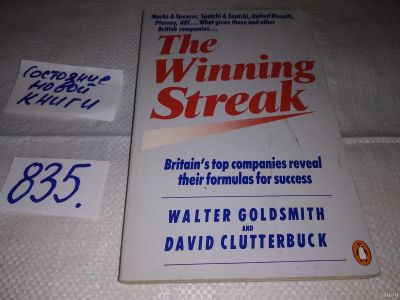 Marks & Spencer, Saatchi & Saatchi, United Biscuits,
Plessey, GEC... What gives these and other
British companies...
The
Winning
Streak
Britain's top companies reveal
their formulas for success
WALTER GOLDSMITH
AND
DAVID CLUTTERBUCK
Состояние
новой
книги
835.